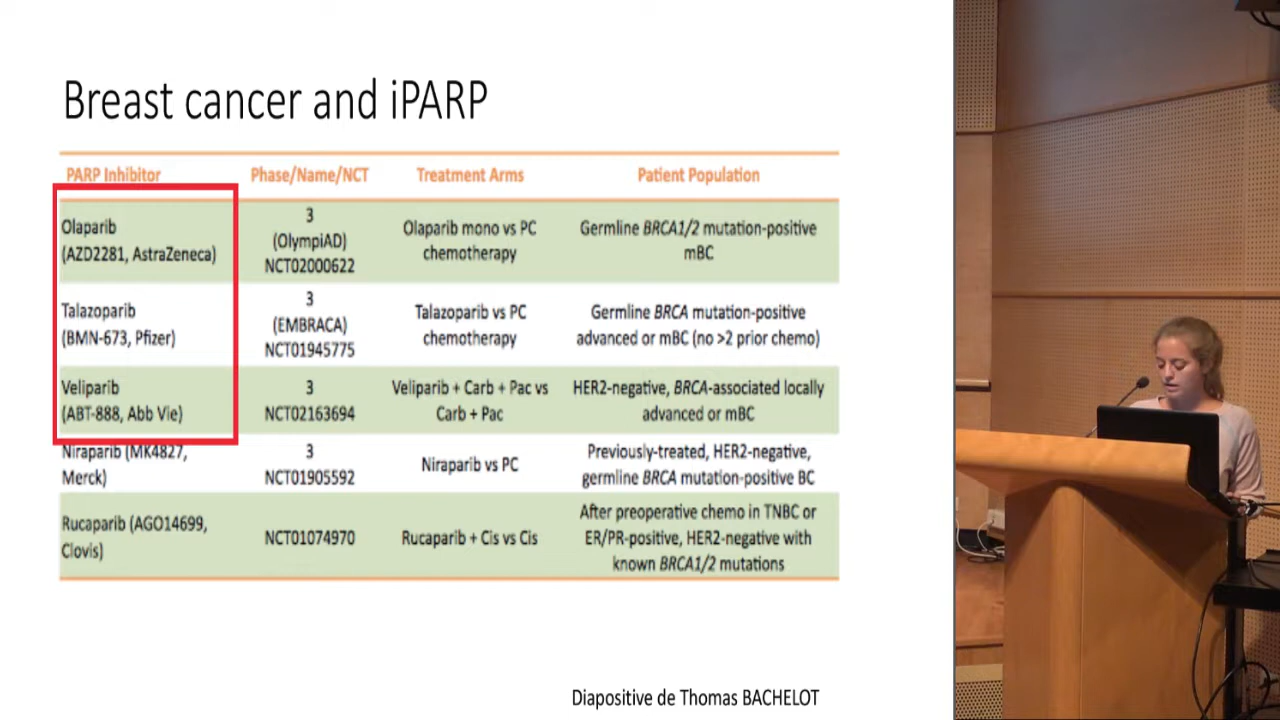 Breast cancer and iPARP
PARP Inhibitor Phase/Name/NCT Treatment Arms Patient Population
Olaparib
(AZD2281, AstraZeneca)
3
(OlympiAD)
NCT02000622
Olaparib mono vs PC
chemotherapy
Germline BRCA1/2 mutation-positive
mBC
Talazoparib
(BMN-673, Pfizer)
3
(EMBRACA)
NCT01945775
Talazoparib vs PC
chemotherapy
Germline BRCA mutation-positive
advanced or mBC (no >2 prior chemo)
Veliparib
(ABT-888, Abb Vie)
3
NCT02163694
Veliparib + Carb + Pac vs
Carb + Pac
HER2-negative, BRCA-associated locally
advanced or mBC
Niraparib (MK4827,
Merck)
3
NCT01905592
Niraparib vs PC
Previously-treated, HER2-negative,
germline BRCA mutation-positive BC
Rucaparib (AGO14699,
Clovis)
NCT01074970
Rucaparib + Cis vs Cis
After preoperative chemo in TNBC or
ER/PR-positive, HER2-negative with
known BRCA1/2 mutations
Diapositive de Thomas BACHELOT